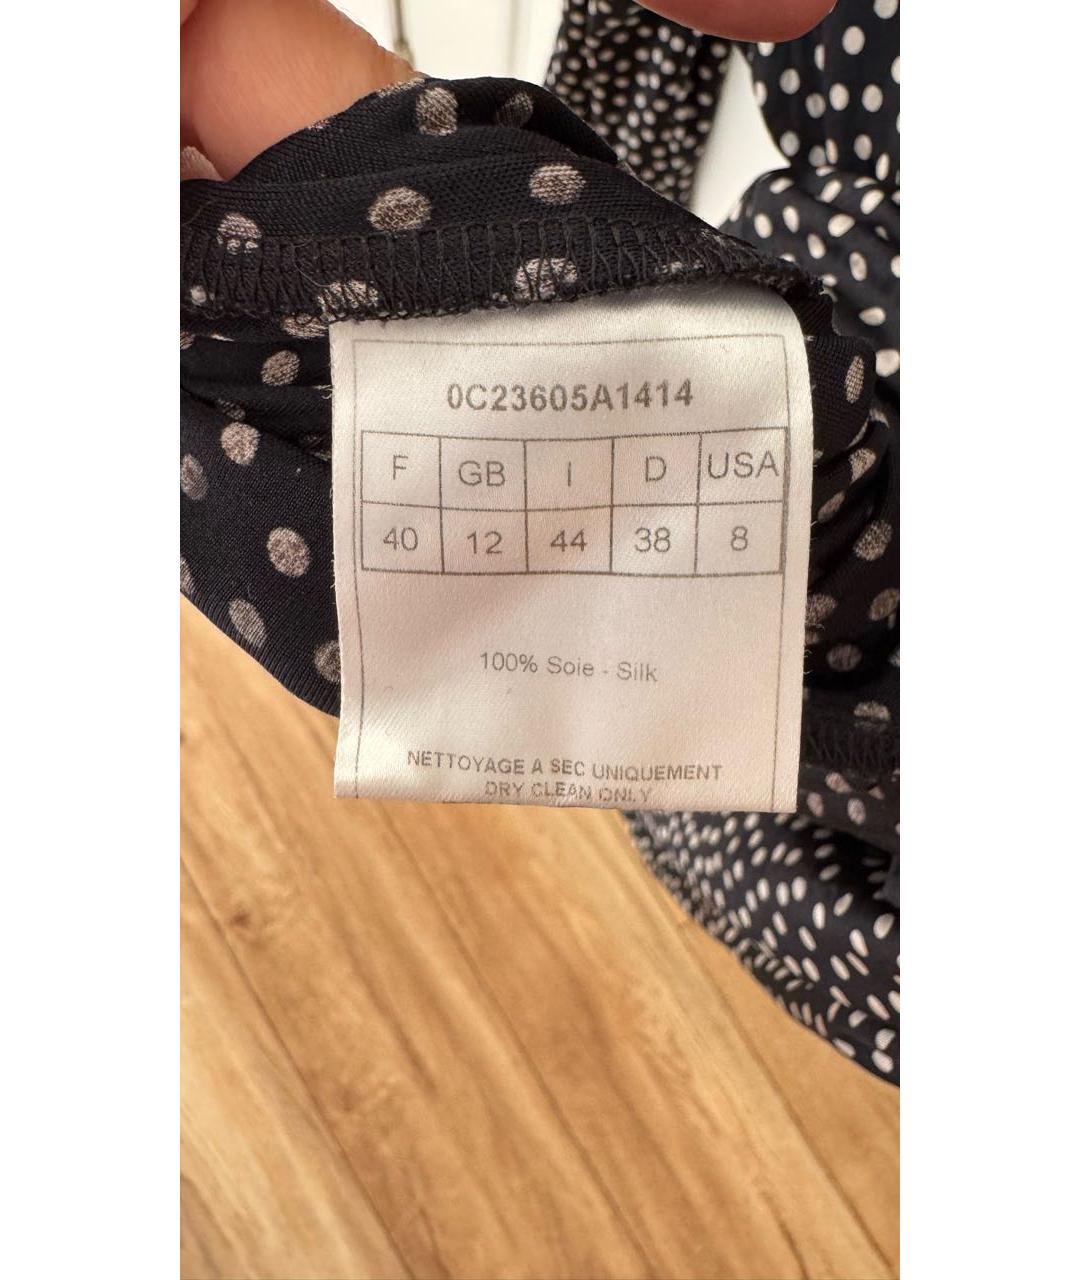 0C23605A1414
F GB I D USA
40 12 44 38 8
100% Soie - Silk
NETTOYAGE A SEC UNIQUEMENT
DRY CLEAN ONLY